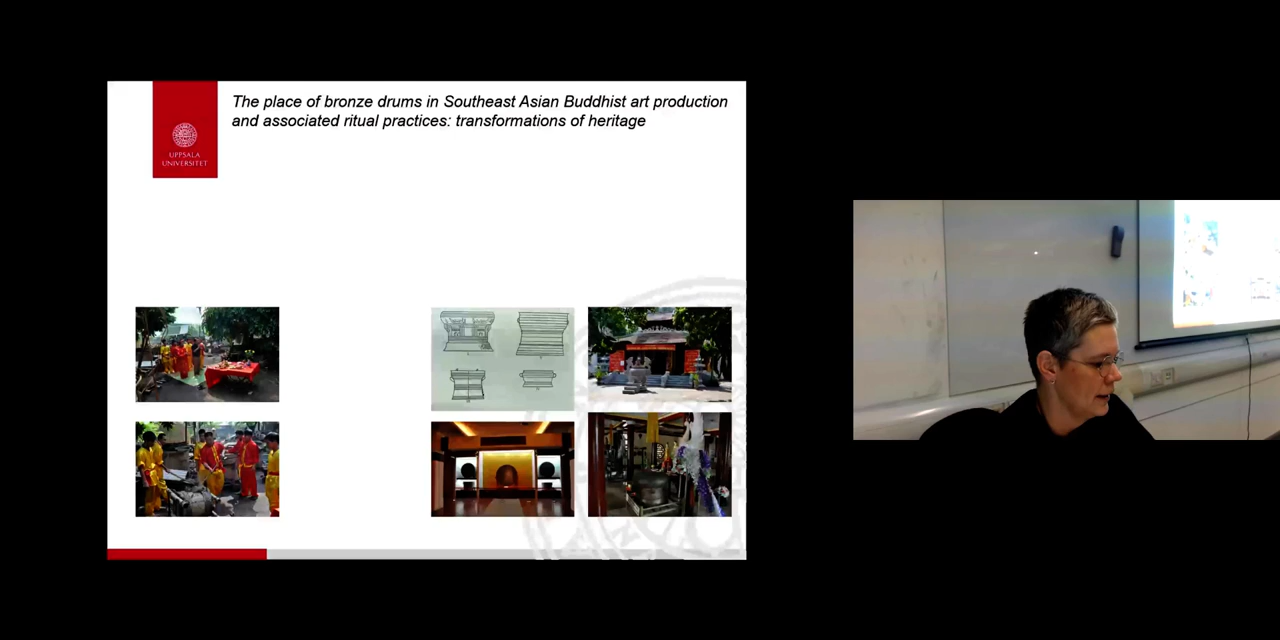 The place of bronze drums in Southeast Asian Buddhist art production
and associated ritual practices: transformations of heritage
UPPSALA
UNIVERSITET